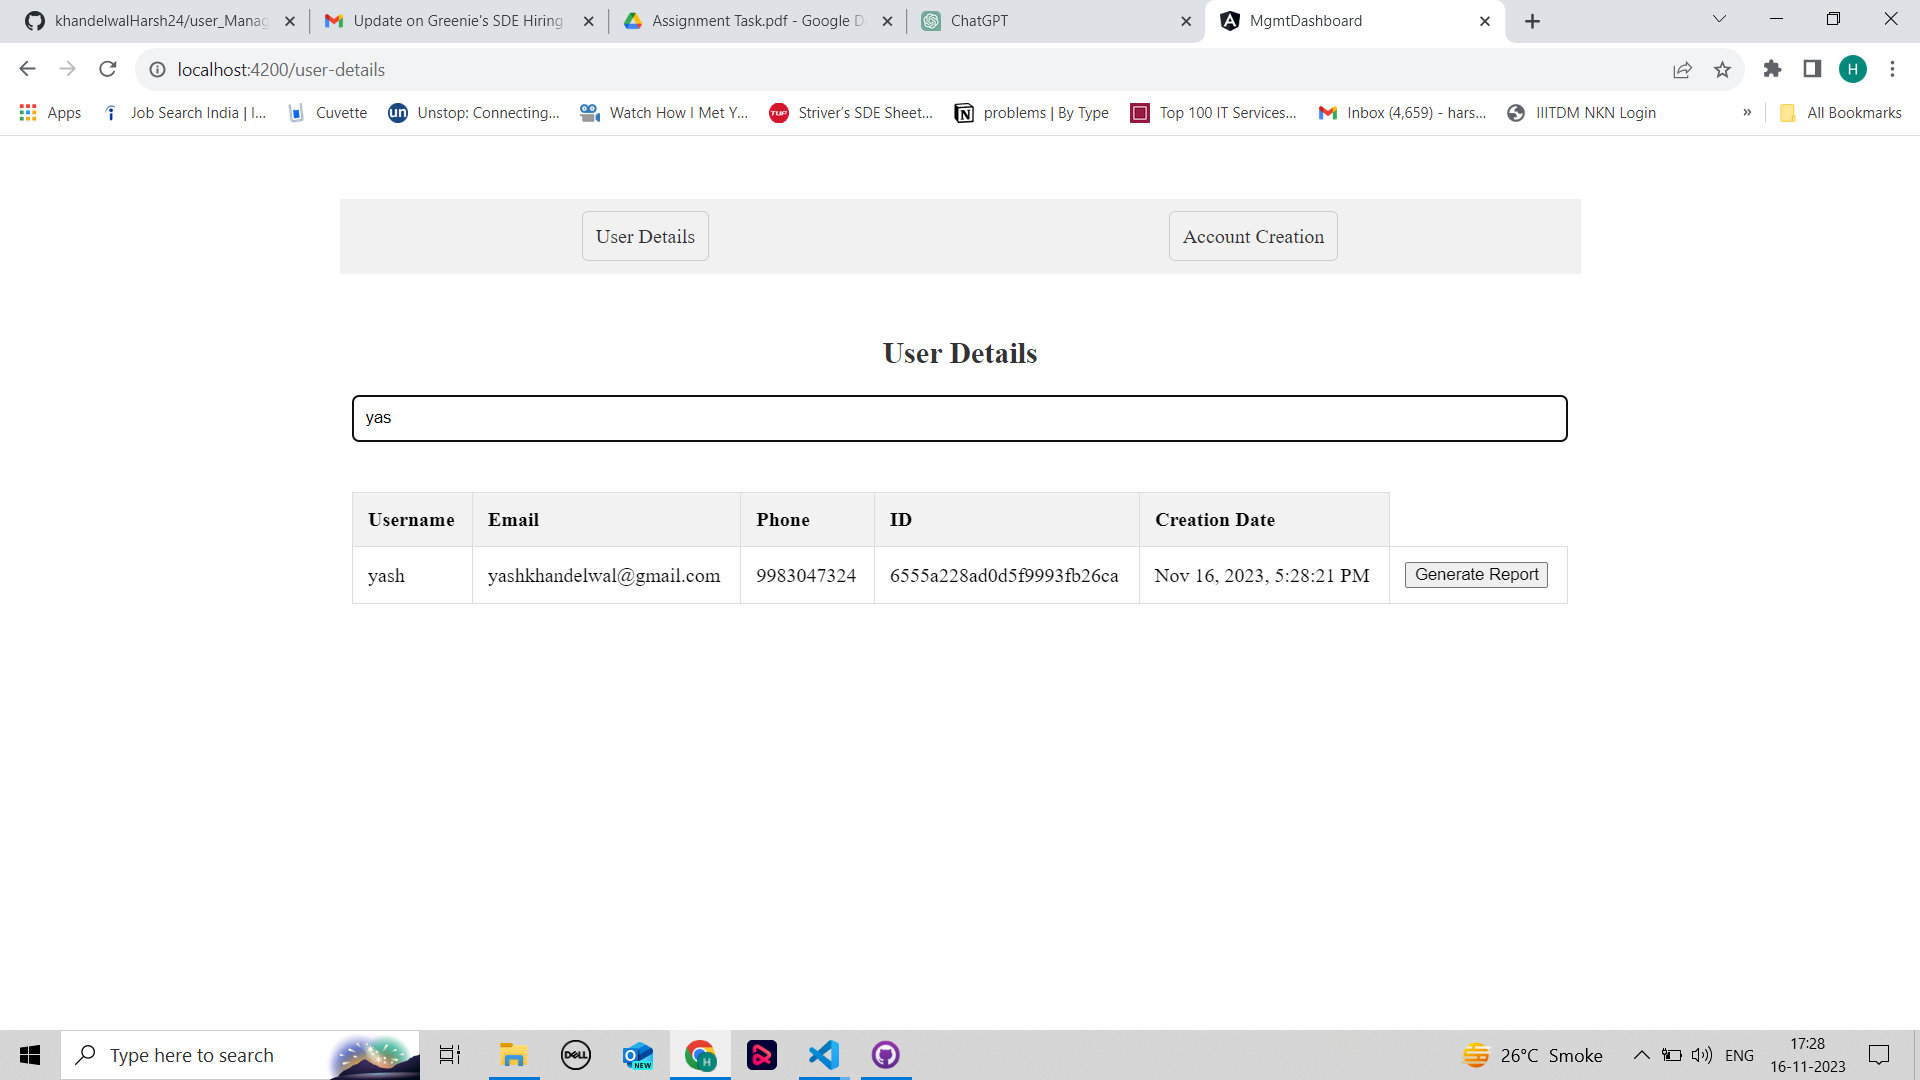 khandelwalHarsh24/user_Manag
Update on Greenie's SDE Hiring
Assignment Task.pdf - Google D
ChatGPT
MgmtDashboard
localhost:4200/user-details
H
Apps
Job Search India | I...
Cuvette
un
Unstop: Connecting...
Watch How I Met Y...
TUF
Striver's SDE Sheet...
problems | By Type
Top 100 IT Services...
Inbox (4,659) - hars...
IIITDM NKN Login
»
All Bookmarks
User Details
Account Creation
User Details
yas
Username Email Phone ID Creation Date
yash yashkhandelwal@gmail.com 9983047324 6555a228ad0d5f9993fb26ca Nov 16, 2023, 5:28:21 PM Generate Report
Type here to search
DELL
NEW
H
26°C Smoke
ENG
17:28
16-11-2023